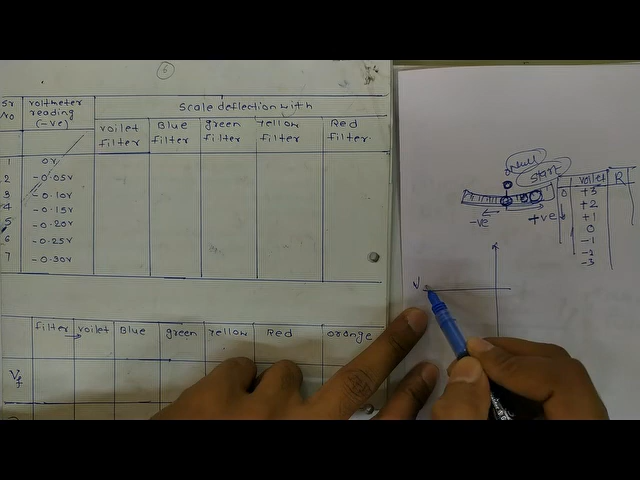 6
Sr No voltmeter reading (-ve) Scale deflection with
voilet filter Blue filter green filter Yellow filter Red filter
1 0v
2 -0.05v
3 -0.10v
4 -0.15v
5 -0.20v
6 -0.25v
7 -0.30v
filter voilet Blue green Yellow Red orange
Vf
Null
start
-ve +ve
voilet R
0 +3
+2
+1
0
-1
-2
-3
V